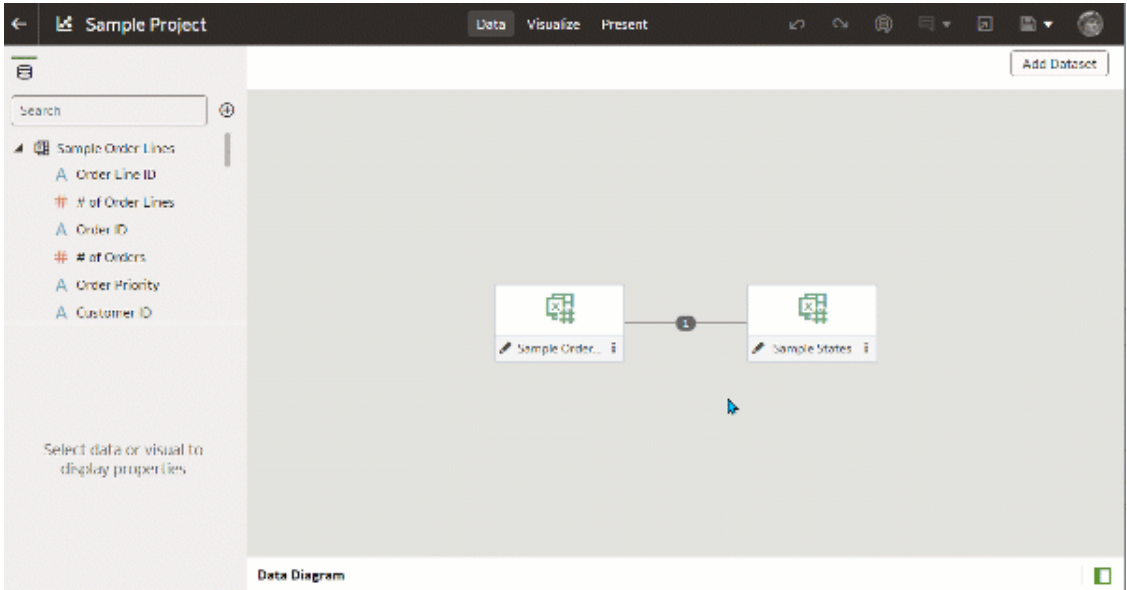 Sample Project
Data Visualize Present
Add Dataset
Search
Sample Order Lines
A Order Line ID
# # of Order Lines
A Order ID
# # of Orders
A Order Priority
A Customer ID
1
Sample Order...
Sample States
Select data or visual to
display properties
Data Diagram